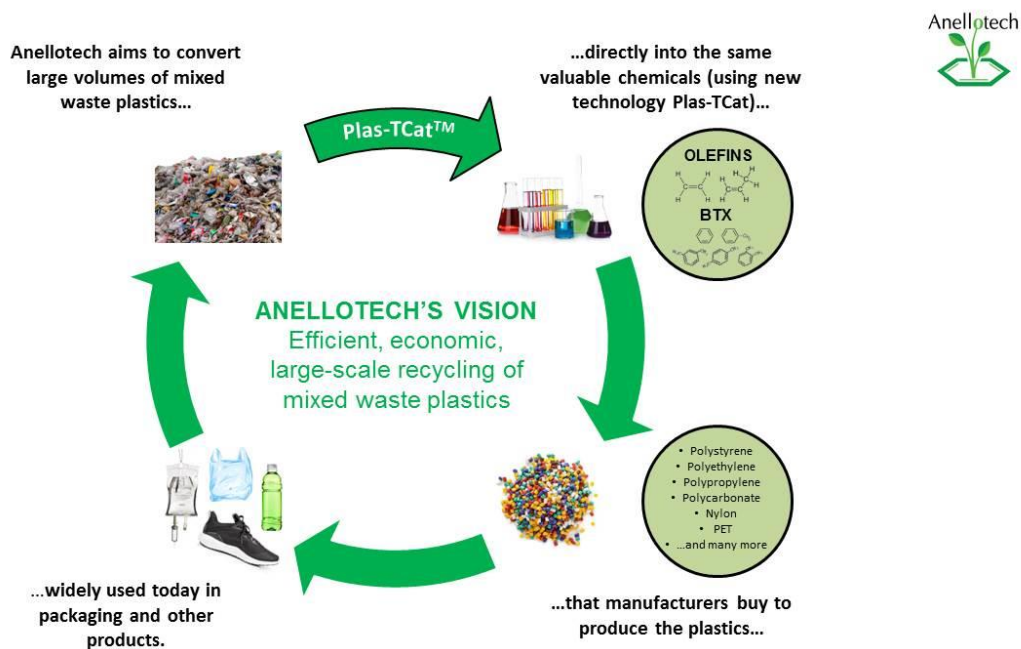 Anellotech
Anellotech aims to convert
large volumes of mixed
waste plastics...
Plas-TCat™
...directly into the same
valuable chemicals (using new
technology Plas-TCat)...
OLEFINS
H
H
H
H
C
C
H
H
H
H
H
H
C
C
C
BTX
ANELLOTECH'S VISION
Efficient, economic,
large-scale recycling of
mixed waste plastics
• Polystyrene
• Polyethylene
• Polypropylene
• Polycarbonate
• Nylon
• PET
• ...and many more
...that manufacturers buy to
produce the plastics...
...widely used today in
packaging and other
products.